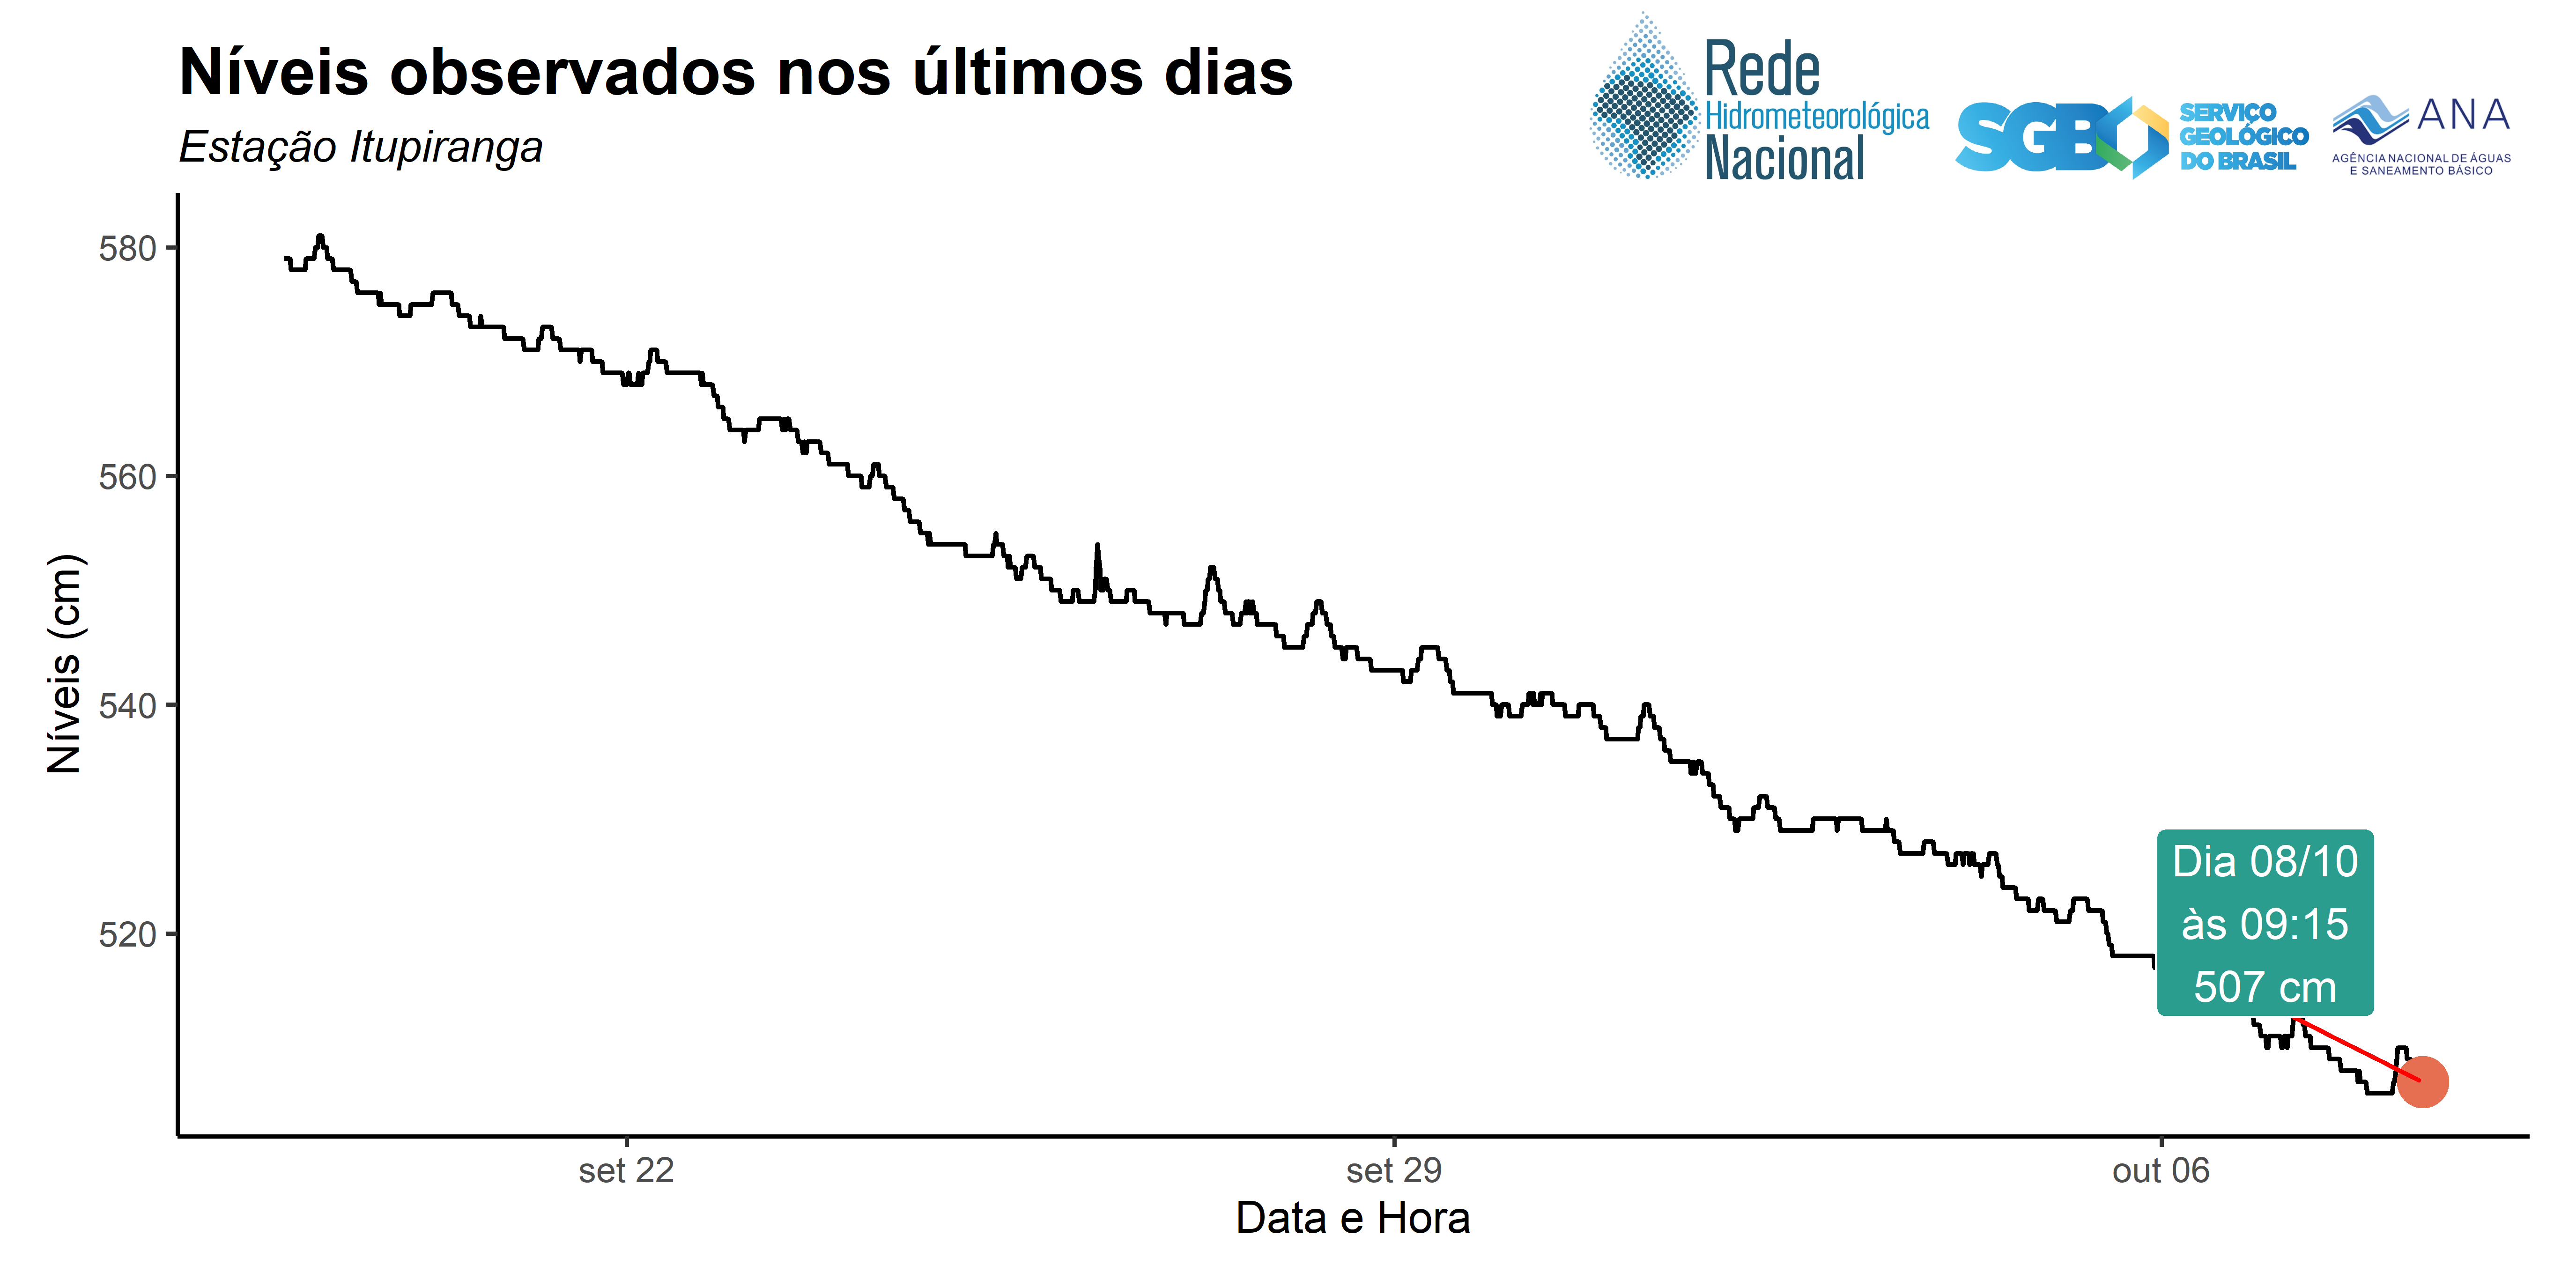 Níveis observados nos últimos dias
Estação Itupiranga
Rede
Hidrometeorológica
Nacional
SGB
SERVIÇO
GEOLÓGICO
DO BRASIL
ANA
AGÊNCIA NACIONAL DE ÁGUAS
E SANEAMENTO BÁSICO
Níveis (cm)
580
560
540
520
Dia 08/10
às 09:15
507 cm
set 22
set 29
out 06
Data e Hora